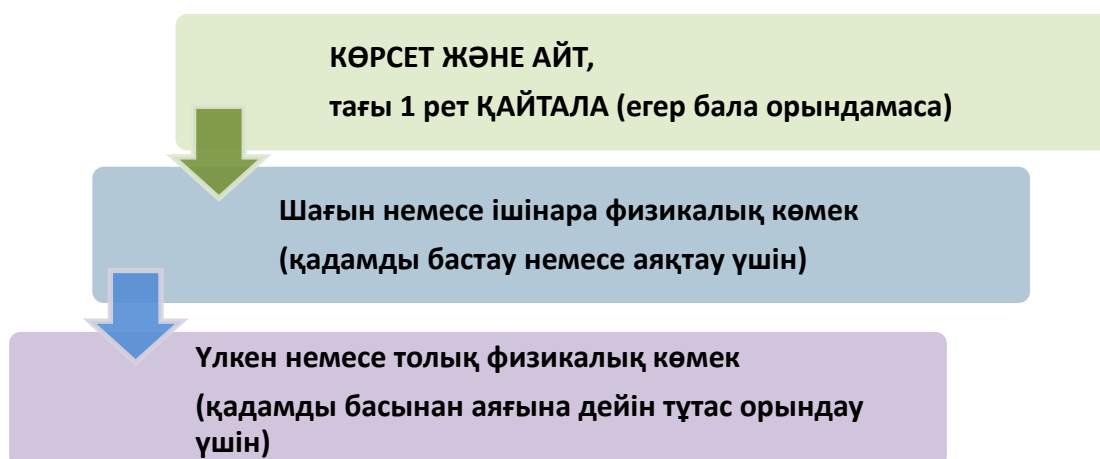 КӨРСЕТ ЖӘНЕ АЙТ,
тағы 1 рет ҚАЙТАЛА (егер бала орындамаса)
Шағын немесе ішінара физикалық көмек
(қадамды бастау немесе аяқтау үшін)
Үлкен немесе толық физикалық көмек
(қадамды басынан аяғына дейін тұтас орындау
үшін)